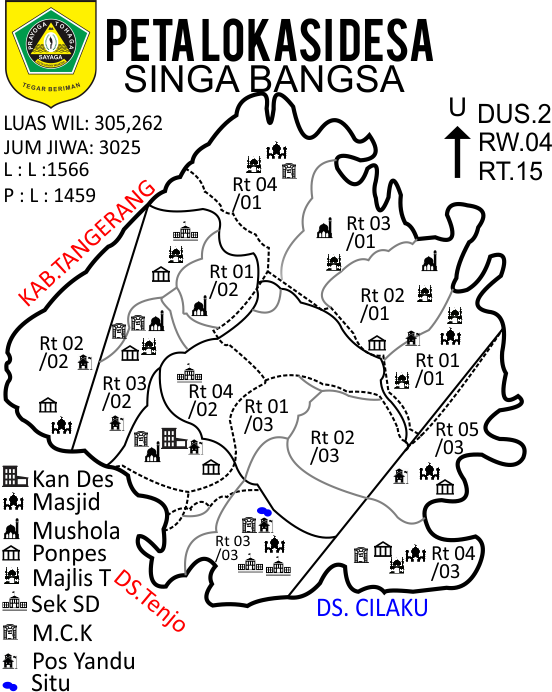 PRAYOGA TOHAGA
SAYAGA
TEGAR BERIMAN
PETA LOKASI DESA
SINGA BANGSA
LUAS WIL: 305,262
JUM JIWA: 3025
L : L :1566
P : L : 1459
U
DUS.2
RW.04
RT.15
KAB.TANGERANG
Rt 04
/01
Rt 03
/01
Rt 01
/02
Rt 02
/01
Rt 02
/02
Rt 01
/01
Rt 03
/02
Rt 04
/02
Rt 01
/03
Rt 02
/03
Rt 05
/03
Rt 03
/03
Rt 04
/03
Kan Des
Masjid
Mushola
Ponpes
Majlis T
Sek SD
M.C.K
Pos Yandu
Situ
DS.Tenjo
DS. CILAKU